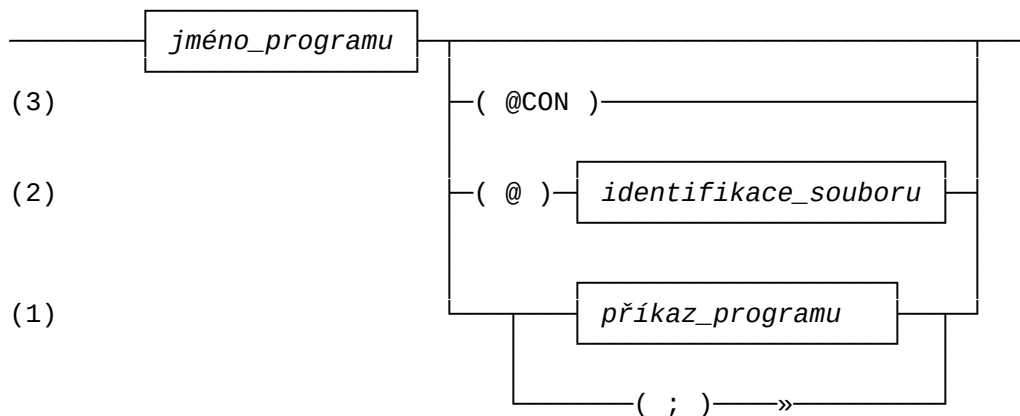 jméno_programu
(3) ( @CON )
(2) ( @ ) identifikace_souboru
(1) příkaz_programu
( ; ) »